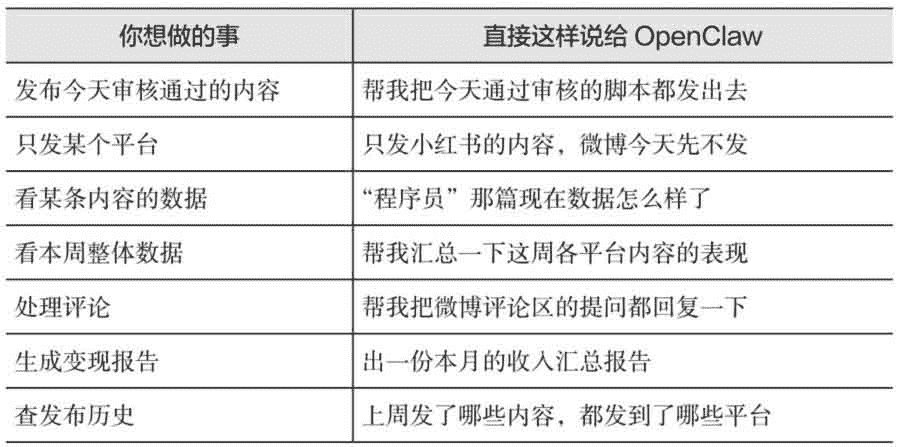 你想做的事 直接这样说给 OpenClaw
发布今天审核通过的内容 帮我把今天通过审核的脚本都发出去
只发某个平台 只发小红书的内容，微博今天先不发
看某条内容的数据 “程序员”那篇现在数据怎么样了
看本周整体数据 帮我汇总一下这周各平台内容的表现
处理评论 帮我把微博评论区的提问都回复一下
生成变现报告 出一份本月的收入汇总报告
查发布历史 上周发了哪些内容，都发到了哪些平台